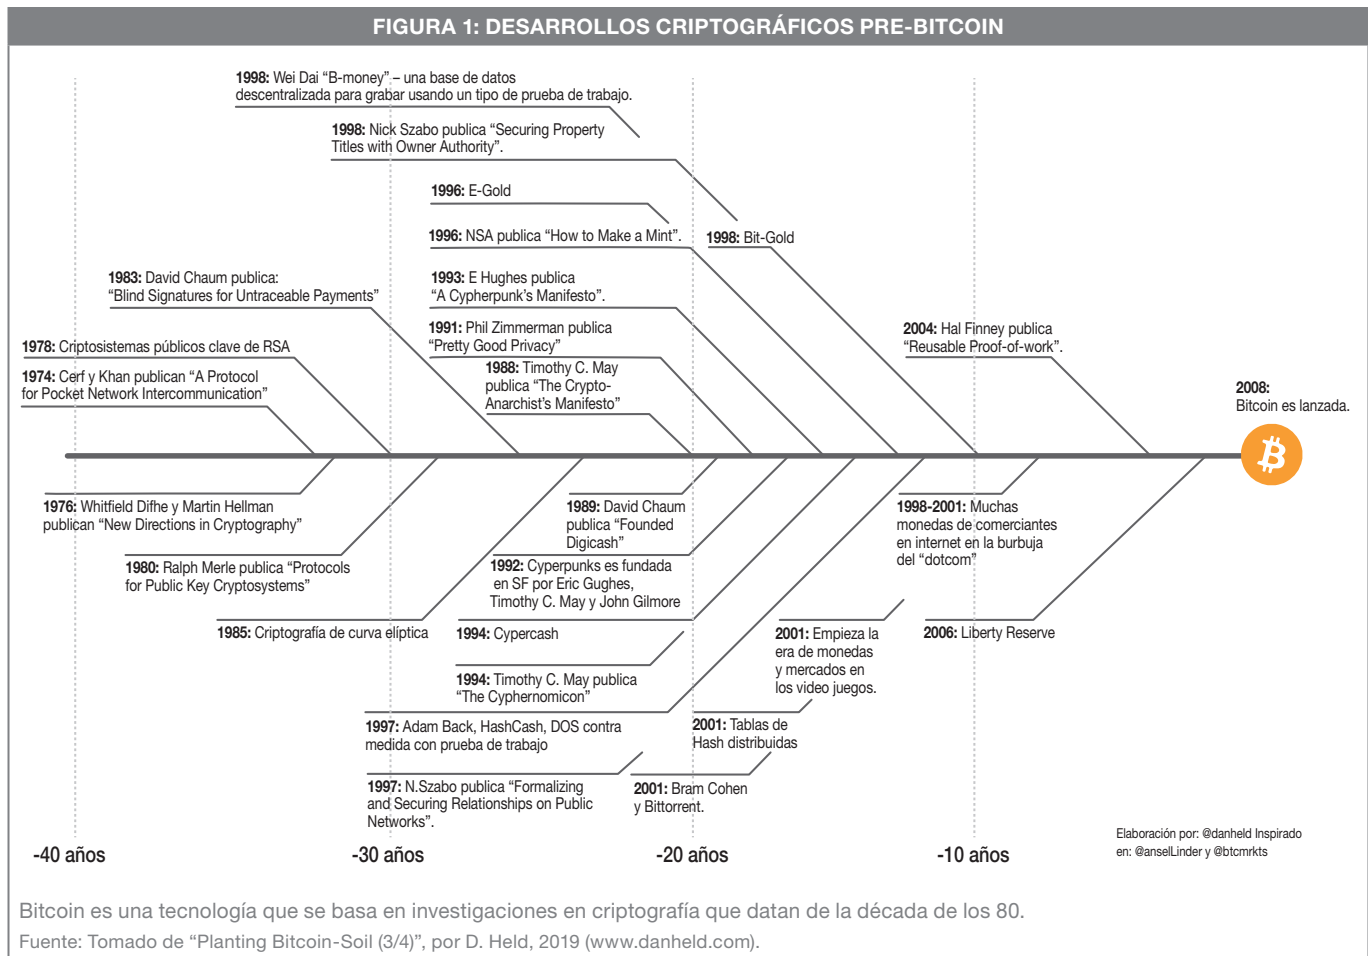 FIGURA 1: DESARROLLOS CRIPTOGRÁFICOS PRE-BITCOIN
1998: Wei Dai “B-money” – una base de datos
descentralizada para grabar usando un tipo de prueba de trabajo.
1998: Nick Szabo publica “Securing Property
Titles with Owner Authority”.
1996: E-Gold
1996: NSA publica “How to Make a Mint”.
1998: Bit-Gold
1983: David Chaum publica:
“Blind Signatures for Untraceable Payments”
1993: E Hughes publica
“A Cypherpunk’s Manifesto”.
1991: Phil Zimmerman publica
“Pretty Good Privacy”
2004: Hal Finney publica
“Reusable Proof-of-work”.
1978: Criptosistemas públicos clave de RSA
1974: Cerf y Khan publican “A Protocol
for Pocket Network Intercommunication”
1988: Timothy C. May
publica “The Crypto-
Anarchist’s Manifesto”
2008:
Bitcoin es lanzada.
1976: Whitfield Difhe y Martin Hellman
publican “New Directions in Cryptography”
1989: David Chaum
publica “Founded
Digicash”
1998-2001: Muchas
monedas de comerciantes
en internet en la burbuja
del “dotcom”
1980: Ralph Merle publica “Protocols
for Public Key Cryptosystems”
1992: Cyperpunks es fundada
en SF por Eric Gughes,
Timothy C. May y John Gilmore
1985: Criptografía de curva elíptica
1994: Cypercash
2001: Empieza la
era de monedas
y mercados en
los video juegos.
2006: Liberty Reserve
1994: Timothy C. May publica
“The Cyphernomicon”
1997: Adam Back, HashCash, DOS contra
medida con prueba de trabajo
2001: Tablas de
Hash distribuidas
1997: N.Szabo publica “Formalizing
and Securing Relationships on Public
Networks”.
2001: Bram Cohen
y Bittorrent.
Elaboración por: @danheld Inspirado
en: @anselLinder y @btcmrkts
-40 años
-30 años
-20 años
-10 años
Bitcoin es una tecnología que se basa en investigaciones en criptografía que datan de la década de los 80.
Fuente: Tomado de “Planting Bitcoin-Soil (3/4)”, por D. Held, 2019 (www.danheld.com).